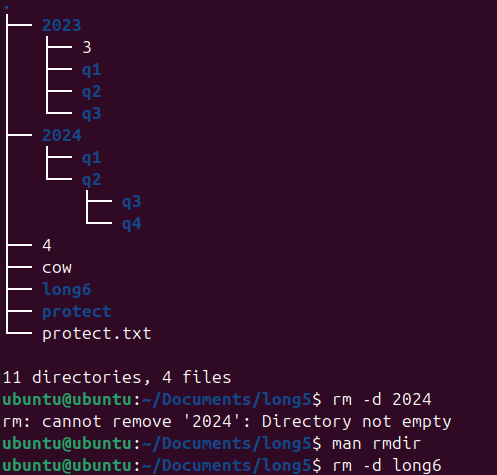 .
├── 2023
│   ├── 3
│   ├── q1
│   ├── q2
│   └── q3
├── 2024
│   ├── q1
│   └── q2
│       ├── q3
│       └── q4
├── 4
├── cow
├── long6
├── protect
└── protect.txt

11 directories, 4 files
ubuntu@ubuntu:~/Documents/long5$ rm -d 2024
rm: cannot remove '2024': Directory not empty
ubuntu@ubuntu:~/Documents/long5$ man rmdir
ubuntu@ubuntu:~/Documents/long5$ rm -d long6